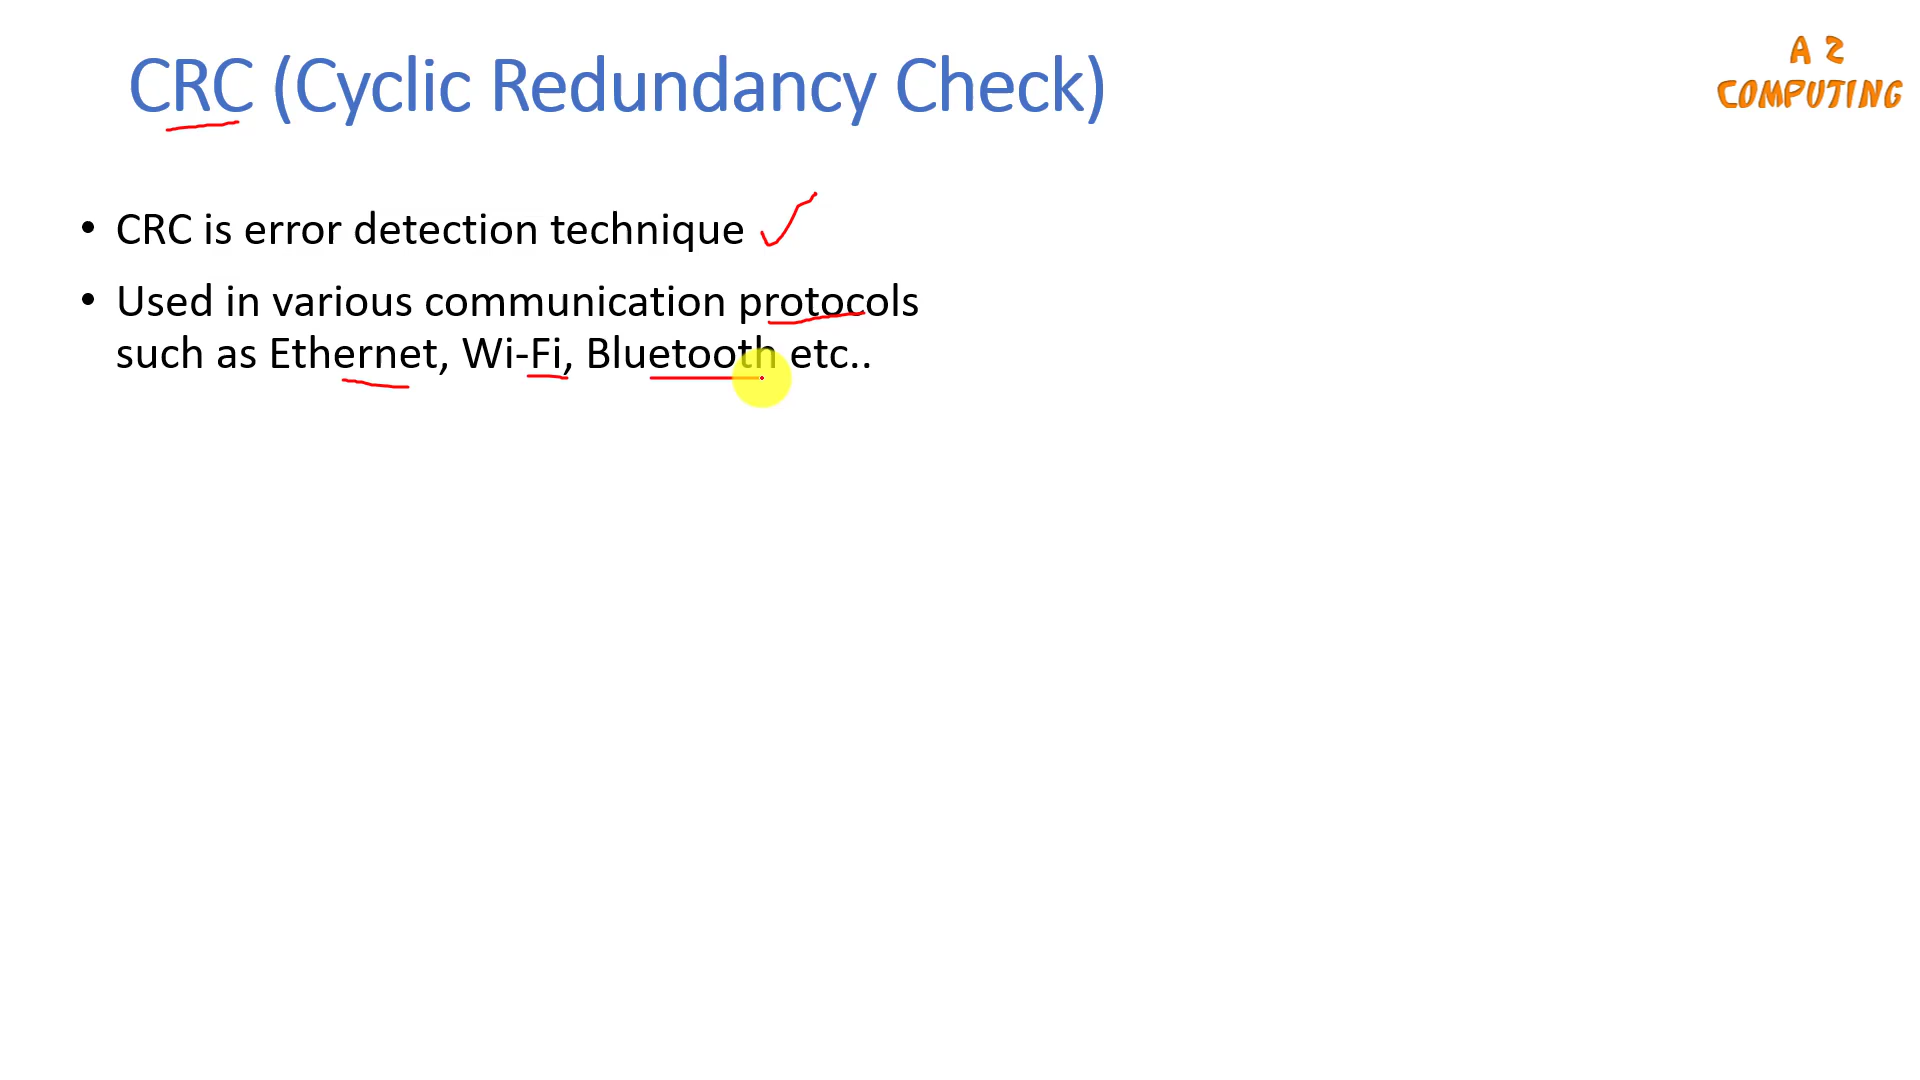 CRC (Cyclic Redundancy Check)
A Z
COMPUTING
• CRC is error detection technique
• Used in various communication protocols
such as Ethernet, Wi-Fi, Bluetooth etc..